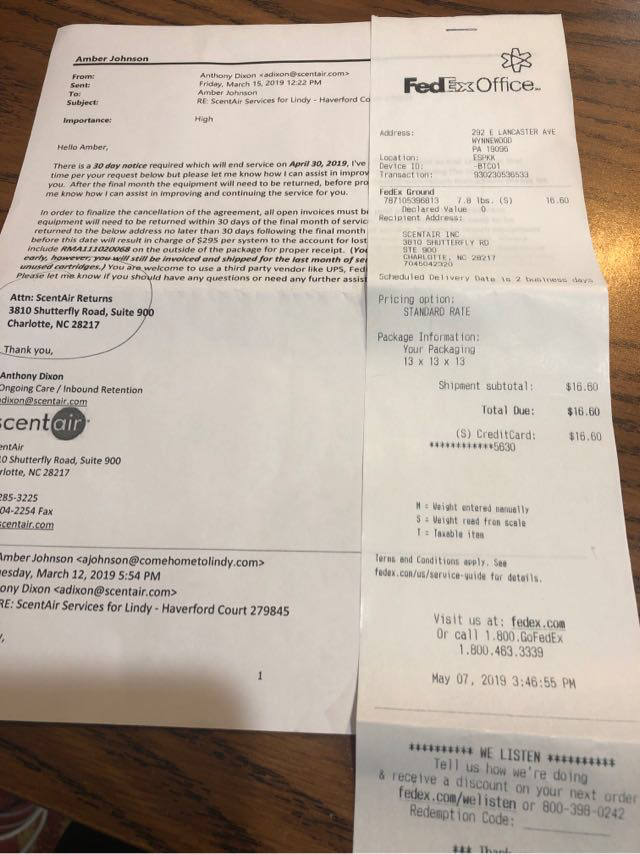 Amber Johnson
From: Anthony Dixon <adixon@scentair.com>
Sent: Friday, March 15, 2019 12:22 PM
To: Amber Johnson
Subject: RE: ScentAir Services for Lindy - Haverford Co
Importance: High
Hello Amber,
There is a 30 day notice required which will end service on April 30, 2019, I've
time per your request below but please let me know how I can assist in improv
you. After the final month the equipment will need to be returned, before pro
me know how I can assist in improving and continuing the service for you.
In order to finalize the cancellation of the agreement, all open invoices must b
equipment will need to be returned within 30 days of the final month of servic
returned to the below address no later than 30 days following the final month
before this date will result in charge of $295 per system to the account for lost
include RMA111020068 on the outside of the package for proper receipt. (You
early, however, you will still be invoiced and shipped for the last month of ser
unused cartridges.) You are welcome to use a third party vendor like UPS, Fed
Please let me know if you should have any questions or need any further assist
Attn: ScentAir Returns
3810 Shutterfly Road, Suite 900
Charlotte, NC 28217
Thank you,
Anthony Dixon
Ongoing Care / Inbound Retention
adixon@scentair.com
scentair
entAir
10 Shutterfly Road, Suite 900
rlotte, NC 28217
285-3225
04-2254 Fax
scentair.com
Amber Johnson <ajohnson@comehometolindy.com>
esday, March 12, 2019 5:54 PM
ony Dixon <adixon@scentair.com>
RE: ScentAir Services for Lindy - Haverford Court 279845
y,
1
FedEx Office
Address: 292 E LANCASTER AVE
WYNNEWOOD
PA 19096
Location: ESPKK
Device ID: -BTC01
Transaction: 930230536533
FedEx Ground
787105396813 7.8 lbs. (S) 16.60
Declared Value 0
Recipient Address:
SCENTAIR INC
3810 SHUTTERFLY RD
STE 900
CHARLOTTE, NC 28217
7045042320
Scheduled Delivery Date is 2 business days
Pricing option:
STANDARD RATE
Package Information:
Your Packaging
13 x 13 x 13
Shipment subtotal: $16.60
Total Due: $16.60
(S) CreditCard: $16.60
************5630
M = Weight entered manually
S = Weight read from scale
T = Taxable item
Terms and Conditions apply. See
fedex.com/us/service-guide for details.
Visit us at: fedex.com
Or call 1.800.GoFedEx
1.800.463.3339
May 07, 2019 3:46:55 PM
********** WE LISTEN **********
Tell us how we're doing
& receive a discount on your next order
fedex.com/welisten or 800-398-0242
Redemption Code:
*** Thank